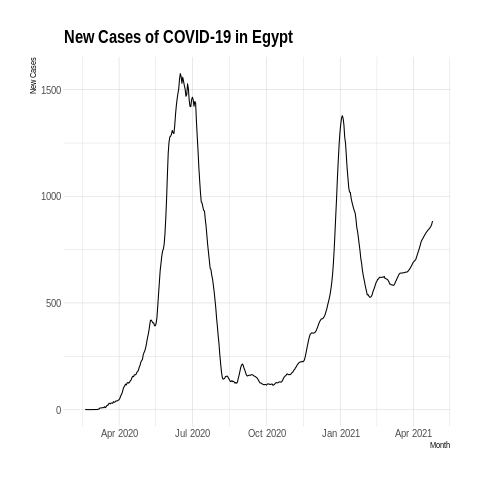 New Cases of COVID-19 in Egypt
New Cases
1500
1000
500
0
Apr 2020 Jul 2020 Oct 2020 Jan 2021 Apr 2021
Month